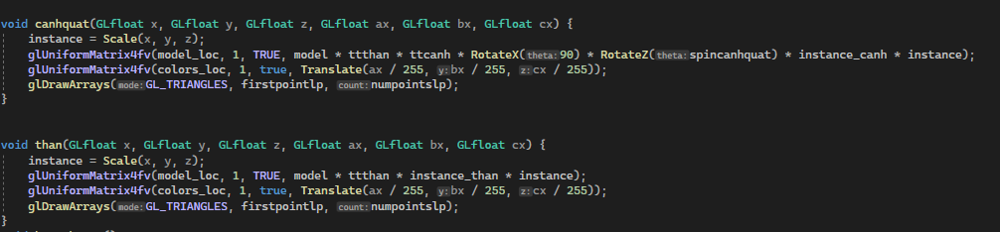 void canhquat(GLfloat x, GLfloat y, GLfloat z, GLfloat ax, GLfloat bx, GLfloat cx) {
instance = Scale(x, y, z);
glUniformMatrix4fv(model_loc, 1, TRUE, model * ttthan * ttcanh * RotateX(theta:90) * RotateZ(theta:spincanhquat) * instance_canh * instance);
glUniformMatrix4fv(colors_loc, 1, true, Translate(ax / 255, y:bx / 255, z:cx / 255));
glDrawArrays(mode:GL_TRIANGLES, firstpointlp, count:numpointslp);
}
void than(GLfloat x, GLfloat y, GLfloat z, GLfloat ax, GLfloat bx, GLfloat cx) {
instance = Scale(x, y, z);
glUniformMatrix4fv(model_loc, 1, TRUE, model * ttthan * instance_than * instance);
glUniformMatrix4fv(colors_loc, 1, true, Translate(ax / 255, y:bx / 255, z:cx / 255));
glDrawArrays(mode:GL_TRIANGLES, firstpointlp, count:numpointslp);
}